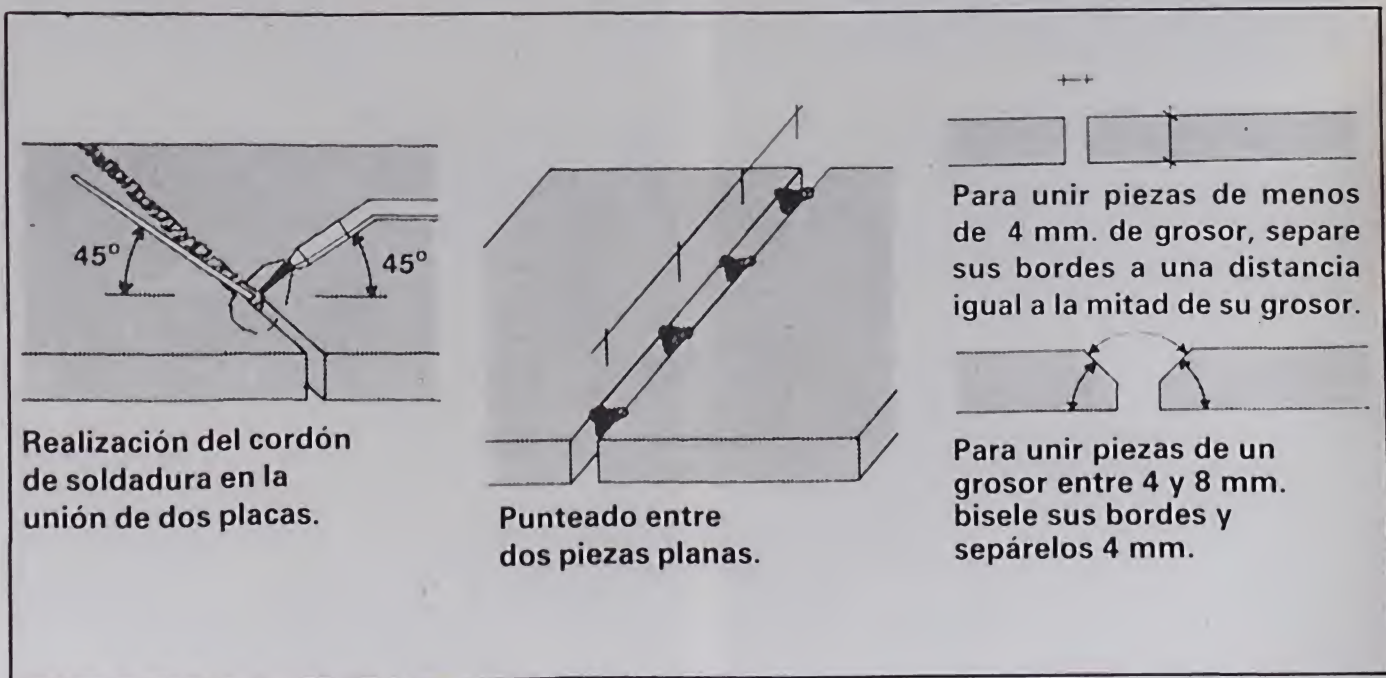 45º
45º
Realización del cordón
de soldadura en la
unión de dos placas.
Punteado entre
dos piezas planas.
Para unir piezas de menos
de 4 mm. de grosor, separe
sus bordes a una distancia
igual a la mitad de su grosor.
Para unir piezas de un
grosor entre 4 y 8 mm.
bisele sus bordes y
sepárelos 4 mm.